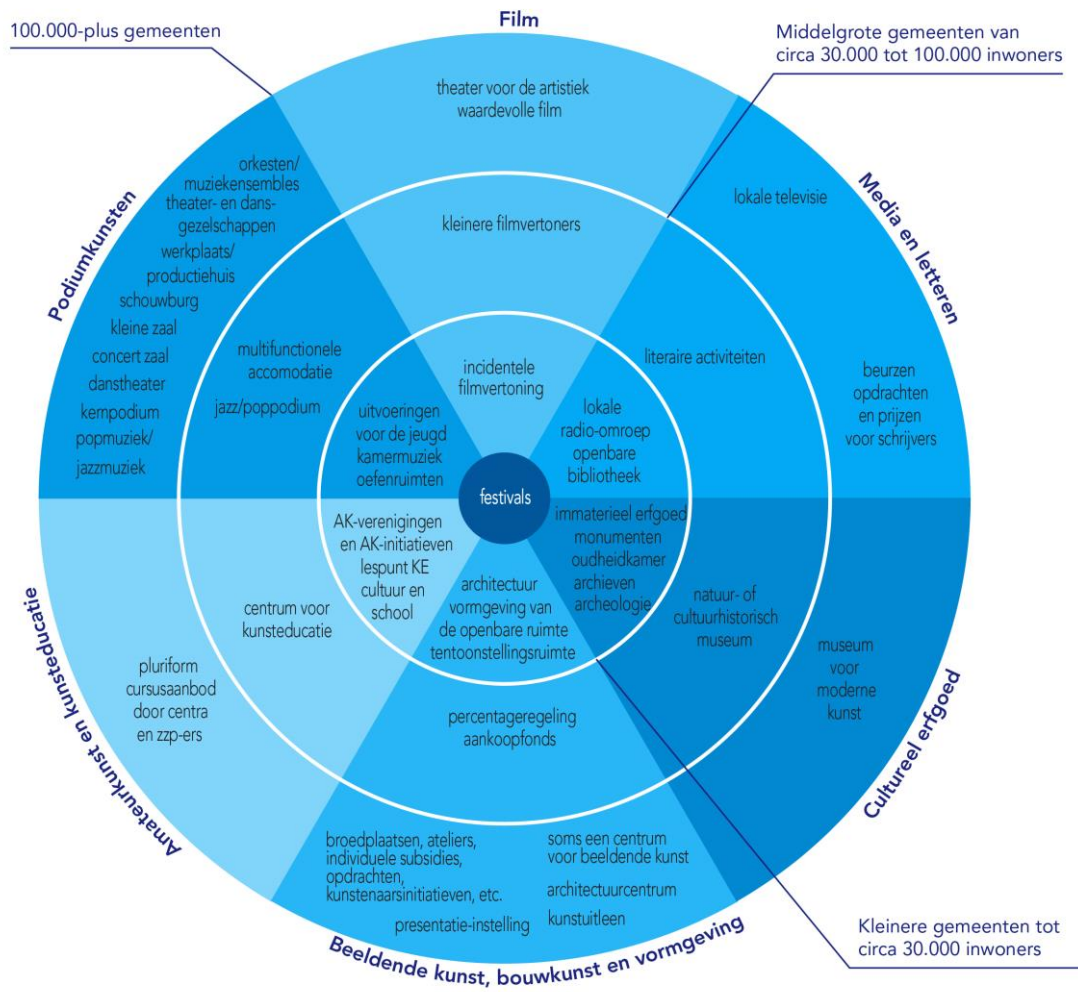 Film
100.000-plus gemeenten
Middelgrote gemeenten van
circa 30.000 tot 100.000 inwoners
theater voor de artistiek
waardevolle film
kleinere filmvertoners
incidentele
filmvertoning
Media en letteren
lokale televisie
literaire activiteiten
beurzen
opdrachten
en prijzen
voor schrijvers
lokale
radio-omroep
openbare
bibliotheek
Podiumkunsten
orkesten/
muziekensembles
theater- en dans-
gezelschappen
werkplaats/
productiehuis
schouwburg
kleine zaal
concert zaal
danstheater
kernpodium
popmuziek/
jazzmuziek
multifunctionele
accomodatie
jazz/poppodium
uitvoeringen
voor de jeugd
kamermuziek
oefenruimten
festivals
AK-verenigingen
en AK-initiatieven
lespunt KE
cultuur en
school
centrum voor
kunsteducatie
pluriform
cursusaanbod
door centra
en zzp-ers
Amateurkunst en kunsteducatie
immaterieel erfgoed
monumenten
oudheidkamer
archieven
archeologie
natuur- of
cultuurhistorisch
museum
museum
voor
moderne
kunst
Cultureel erfgoed
architectuur
vormgeving van
de openbare ruimte
tentoonstellingsruimte
percentageregeling
aankoopfonds
broedplaatsen, ateliers,
individuele subsidies,
opdrachten,
kunstenaarsinitiatieven, etc.
presentatie-instelling
soms een centrum
voor beeldende kunst
architectuurcentrum
kunstuitleen
Beeldende kunst, bouwkunst en vormgeving
Kleinere gemeenten tot
circa 30.000 inwoners